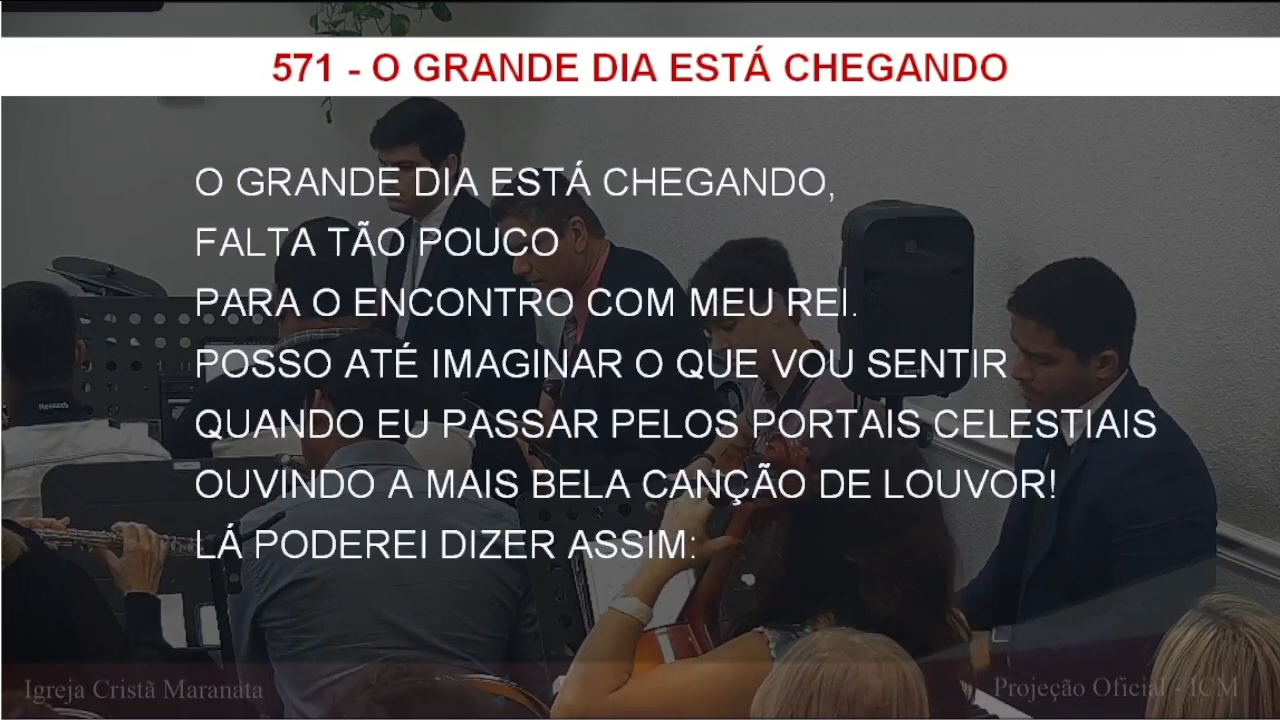 571 - O GRANDE DIA ESTÁ CHEGANDO
O GRANDE DIA ESTÁ CHEGANDO,
FALTA TÃO POUCO
PARA O ENCONTRO COM MEU REI.
POSSO ATÉ IMAGINAR O QUE VOU SENTIR
QUANDO EU PASSAR PELOS PORTAIS CELESTIAIS
OUVINDO A MAIS BELA CANÇÃO DE LOUVOR!
LÁ PODEREI DIZER ASSIM:
Igreja Cristã Maranata
Projeção Oficial - ICM